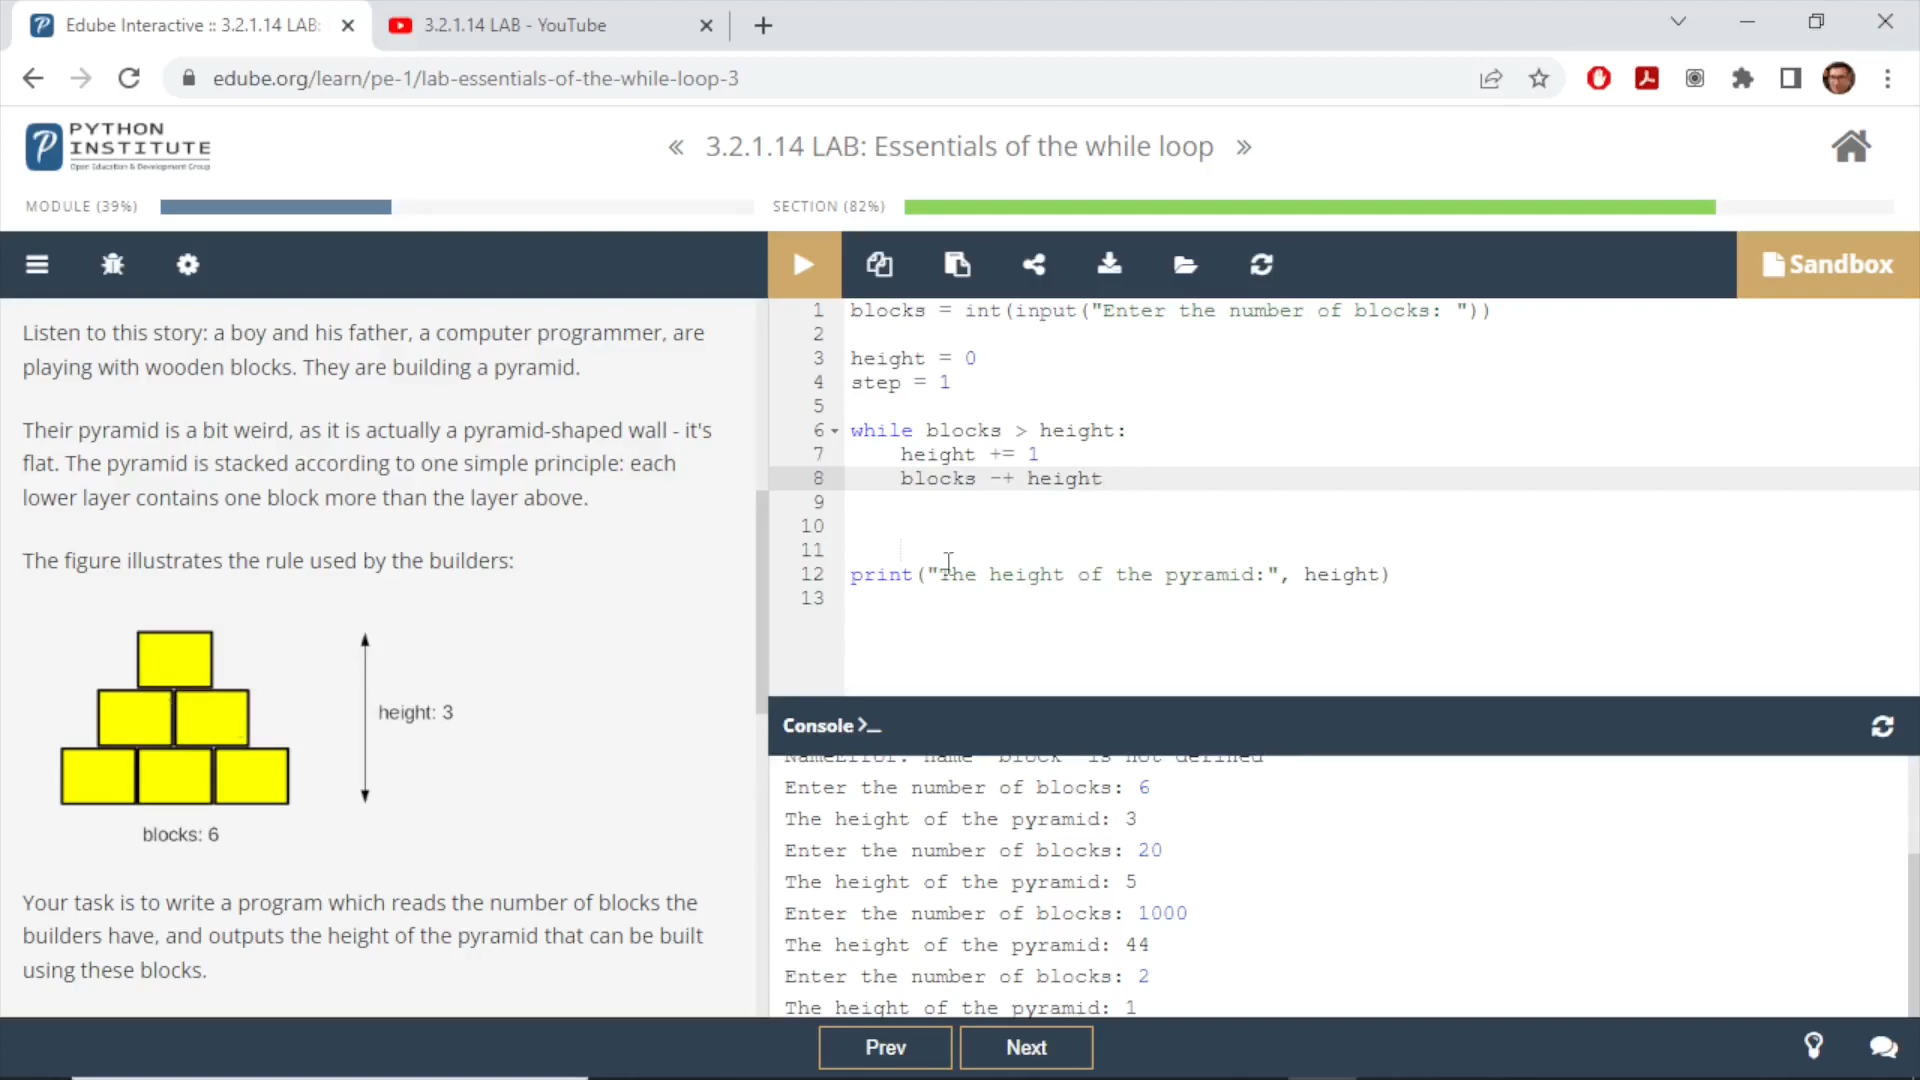 Edube Interactive :: 3.2.1.14 LAB:
3.2.1.14 LAB - YouTube
edube.org/learn/pe-1/lab-essentials-of-the-while-loop-3
PYTHON
INSTITUTE
Open Education & Development Group
« 3.2.1.14 LAB: Essentials of the while loop »
MODULE (39%)
SECTION (82%)
Sandbox
Listen to this story: a boy and his father, a computer programmer, are
playing with wooden blocks. They are building a pyramid.
Their pyramid is a bit weird, as it is actually a pyramid-shaped wall - it's
flat. The pyramid is stacked according to one simple principle: each
lower layer contains one block more than the layer above.
The figure illustrates the rule used by the builders:
height: 3
blocks: 6
Your task is to write a program which reads the number of blocks the
builders have, and outputs the height of the pyramid that can be built
using these blocks.
1 blocks = int(input("Enter the number of blocks: "))
2
3 height = 0
4 step = 1
5
6 while blocks > height:
7 height += 1
8 blocks -+ height
9
10
11
12 print("The height of the pyramid:", height)
13
Console >_
NameError: name 'block' is not defined
Enter the number of blocks: 6
The height of the pyramid: 3
Enter the number of blocks: 20
The height of the pyramid: 5
Enter the number of blocks: 1000
The height of the pyramid: 44
Enter the number of blocks: 2
The height of the pyramid: 1
Prev
Next